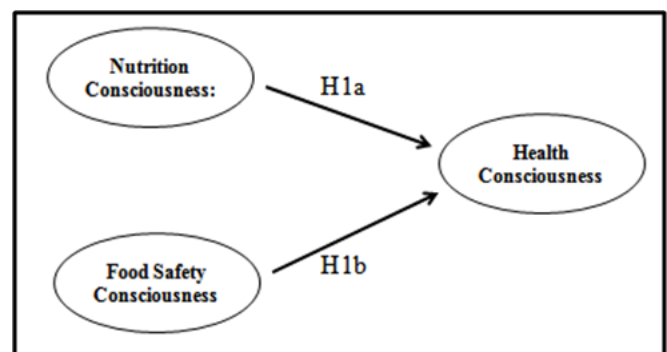 Nutrition
Consciousness:
H1a
Health
Consciousness
Food Safety
Consciousness
H1b